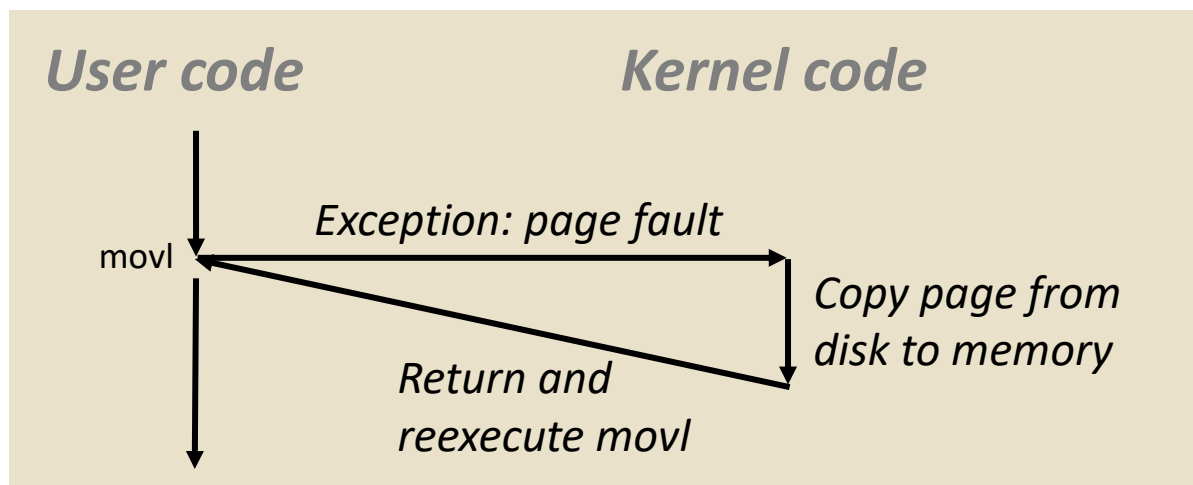 User code
Kernel code
Exception: page fault
movl
Copy page from
disk to memory
Return and
reexecute movl